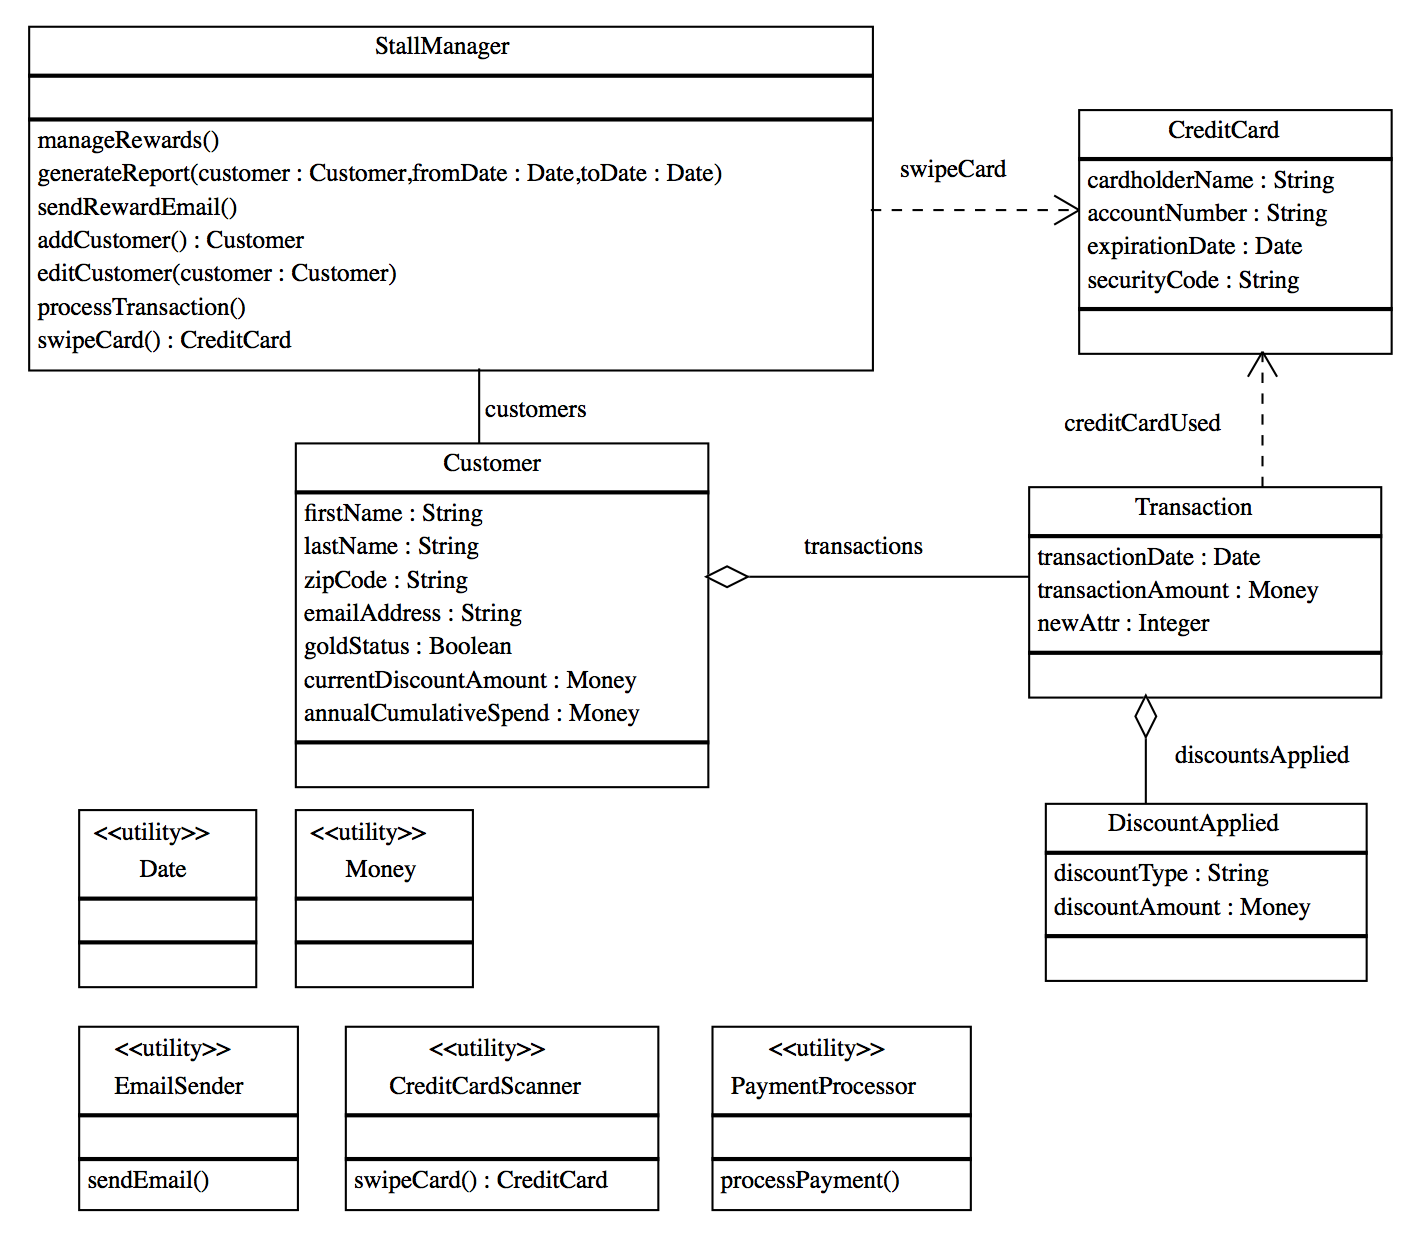 StallManager
manageRewards()
generateReport(customer : Customer,fromDate : Date,toDate : Date)
sendRewardEmail()
addCustomer() : Customer
editCustomer(customer : Customer)
processTransaction()
swipeCard() : CreditCard
swipeCard
CreditCard
cardholderName : String
accountNumber : String
expirationDate : Date
securityCode : String
customers
creditCardUsed
Customer
firstName : String
lastName : String
zipCode : String
emailAddress : String
goldStatus : Boolean
currentDiscountAmount : Money
annualCumulativeSpend : Money
transactions
Transaction
transactionDate : Date
transactionAmount : Money
newAttr : Integer
discountsApplied
DiscountApplied
discountType : String
discountAmount : Money
<<utility>>
Date
<<utility>>
Money
<<utility>>
EmailSender
sendEmail()
<<utility>>
CreditCardScanner
swipeCard() : CreditCard
<<utility>>
PaymentProcessor
processPayment()